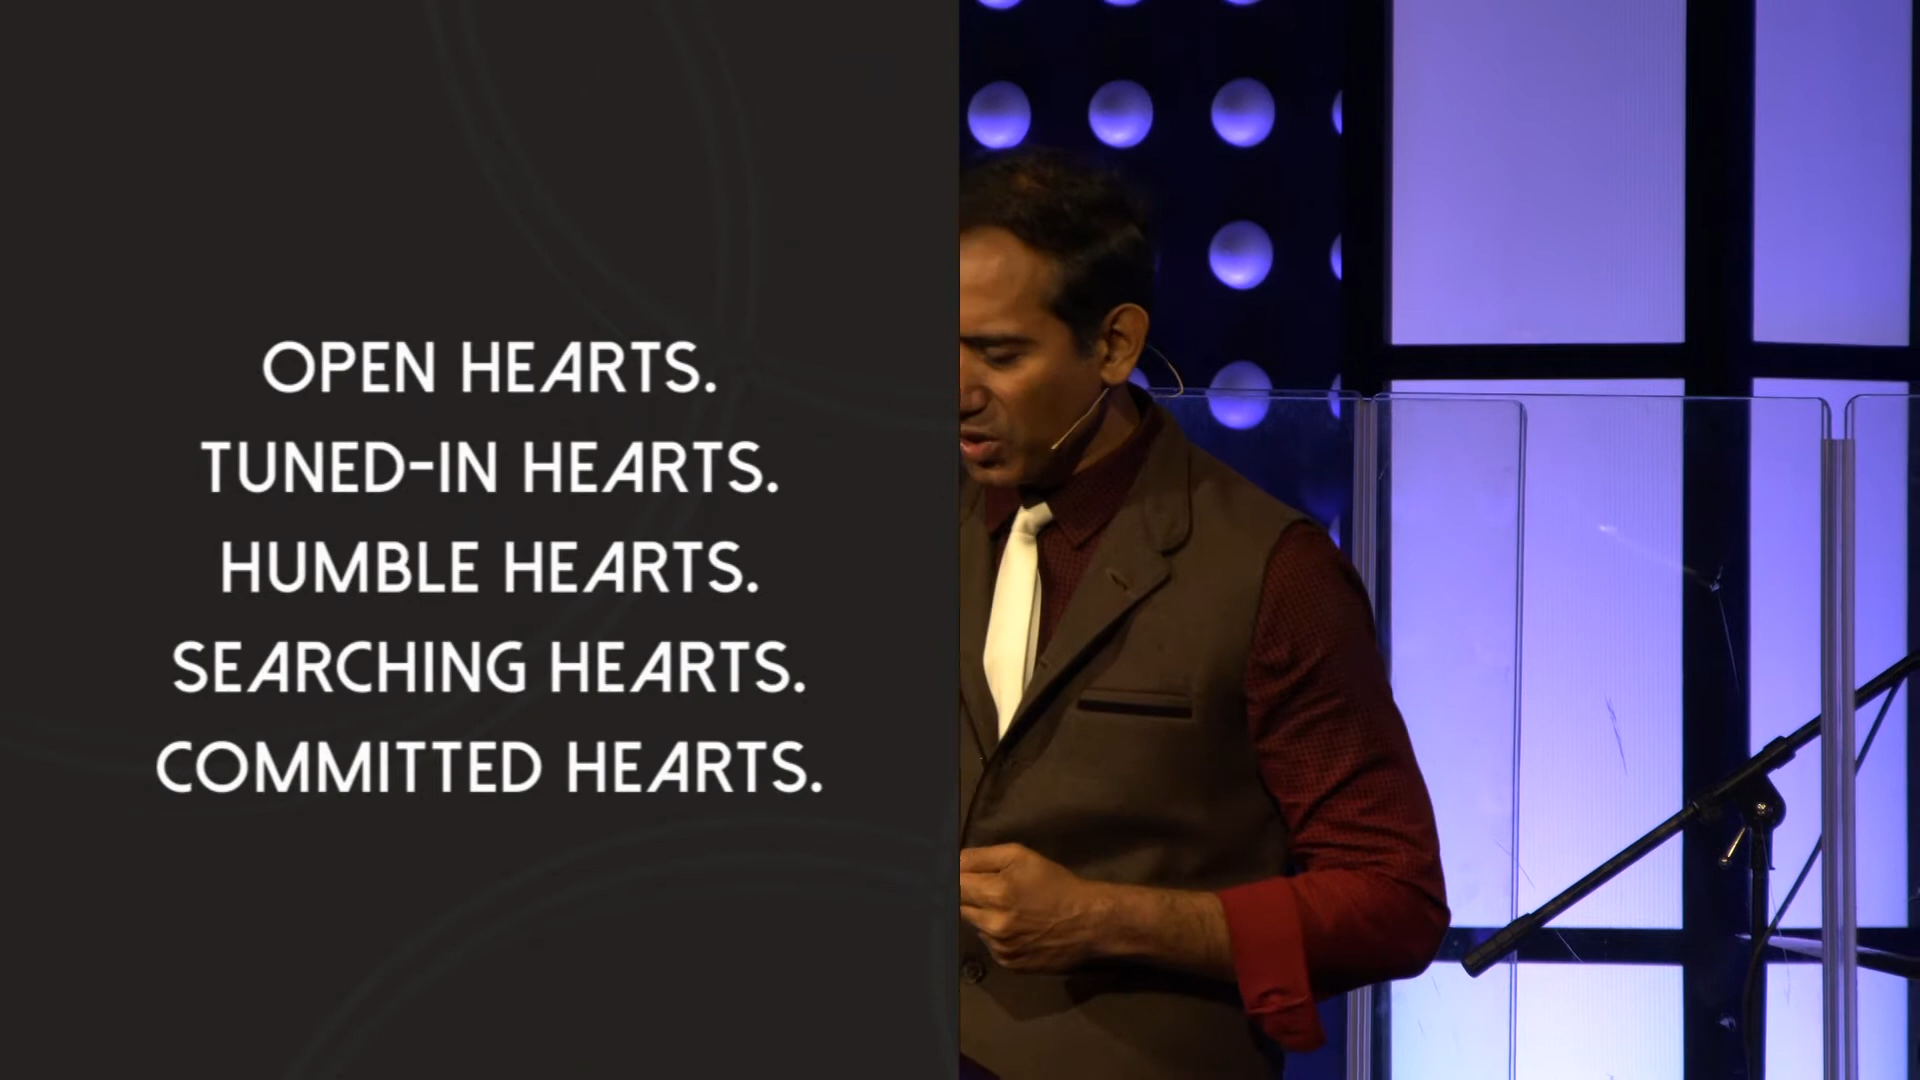 OPEN HEARTS.
TUNED-IN HEARTS.
HUMBLE HEARTS.
SEARCHING HEARTS.
COMMITTED HEARTS.